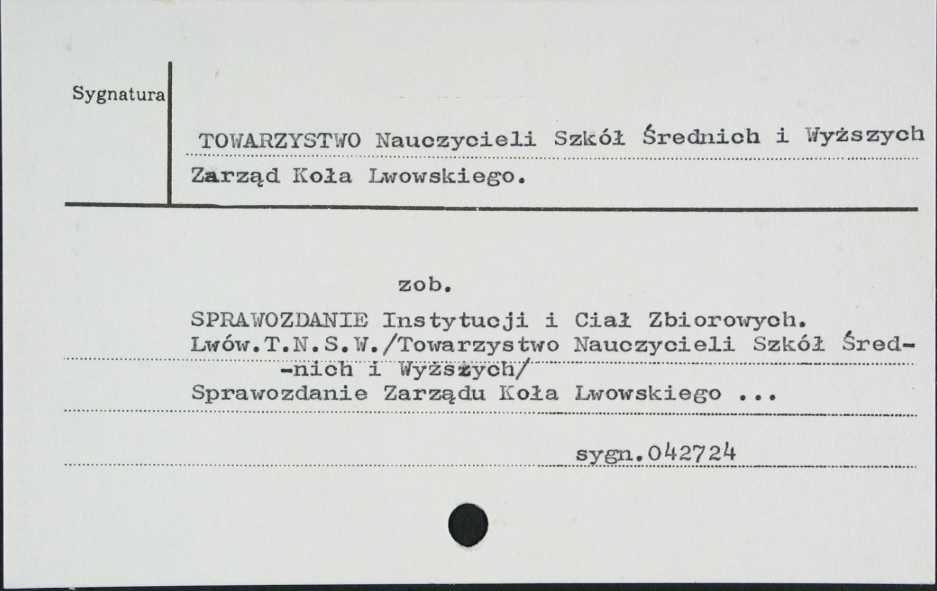 Sygnatura
TOWARZYSTWO Nauczycieli Szkół Średnich i Wyższych
Zarząd Koła Lwowskiego.
zob.
SPRAWOZDANIE Instytucji i Ciał Zbiorowych.
Lwów.T.N.S.W./Towarzystwo Nauczycieli Szkół Śred-
-nich i Wyższych/
Sprawozdanie Zarządu Koła Lwowskiego ...
sygn.042724